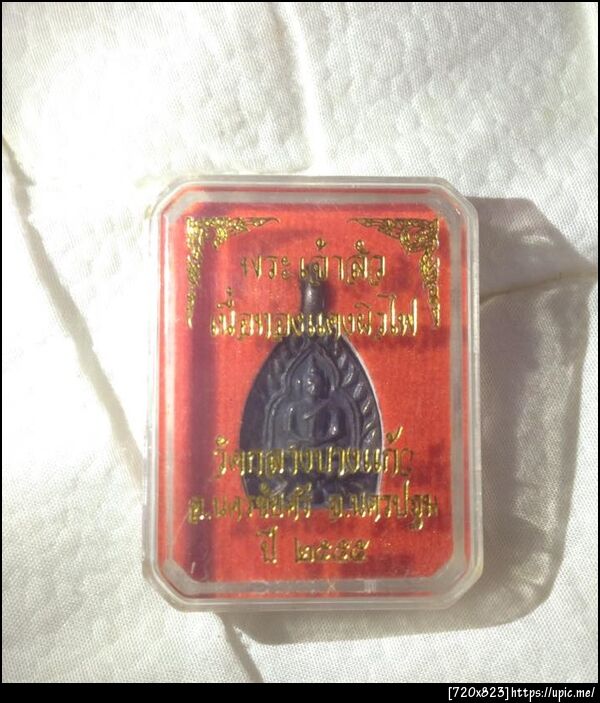 พระเจ้าสัว
เนื้อทองแดงผิวไฟ
วัดกลางบางแก้ว
อ.นครชัยศรี จ.นครปฐม
ปี ๒๕๕๕
[720x823]https://upic.me/